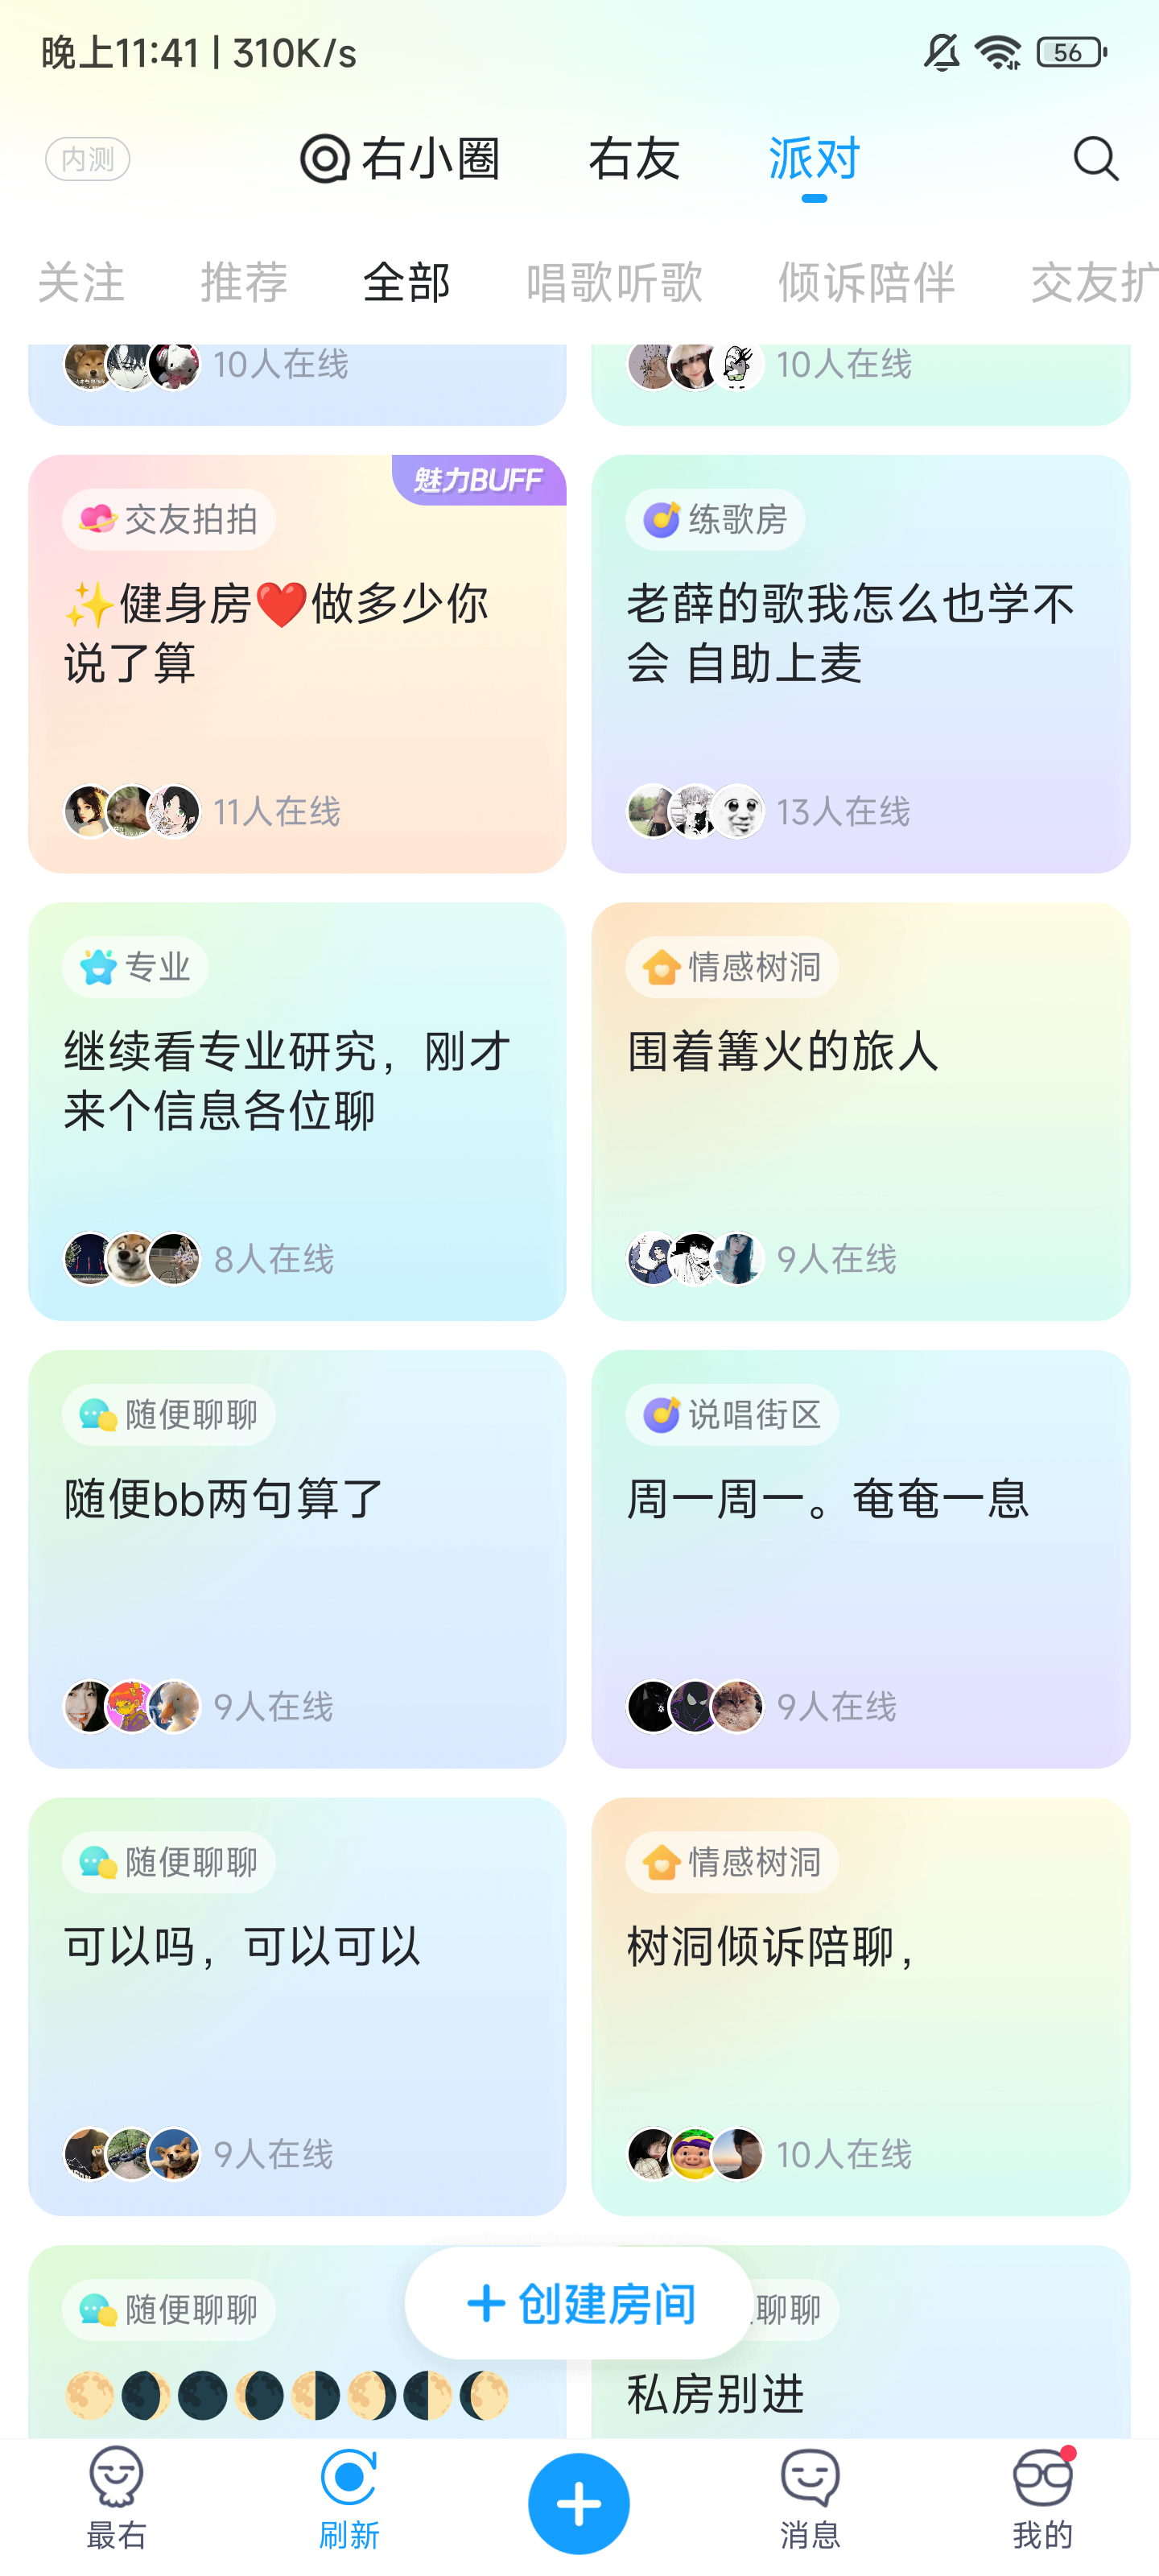 晚上11:41 | 310K/s
56
内测
右小圈
右友
派对
关注
推荐
全部
唱歌听歌
倾诉陪伴
交友扩
10人在线
10人在线
魅力BUFF
交友拍拍
✨健身房❤️做多少你
说了算
11人在线
练歌房
老薛的歌我怎么也学不
会 自助上麦
13人在线
专业
继续看专业研究，刚才
来个信息各位聊
8人在线
情感树洞
围着篝火的旅人
9人在线
随便聊聊
随便bb两句算了
9人在线
说唱街区
周一周一。奄奄一息
9人在线
随便聊聊
可以吗，可以可以
9人在线
情感树洞
树洞倾诉陪聊，
10人在线
随便聊聊
🌕🌒🌑🌘🌗🌖🌓🌔
聊聊
私房别进
+ 创建房间
最右
刷新
消息
我的